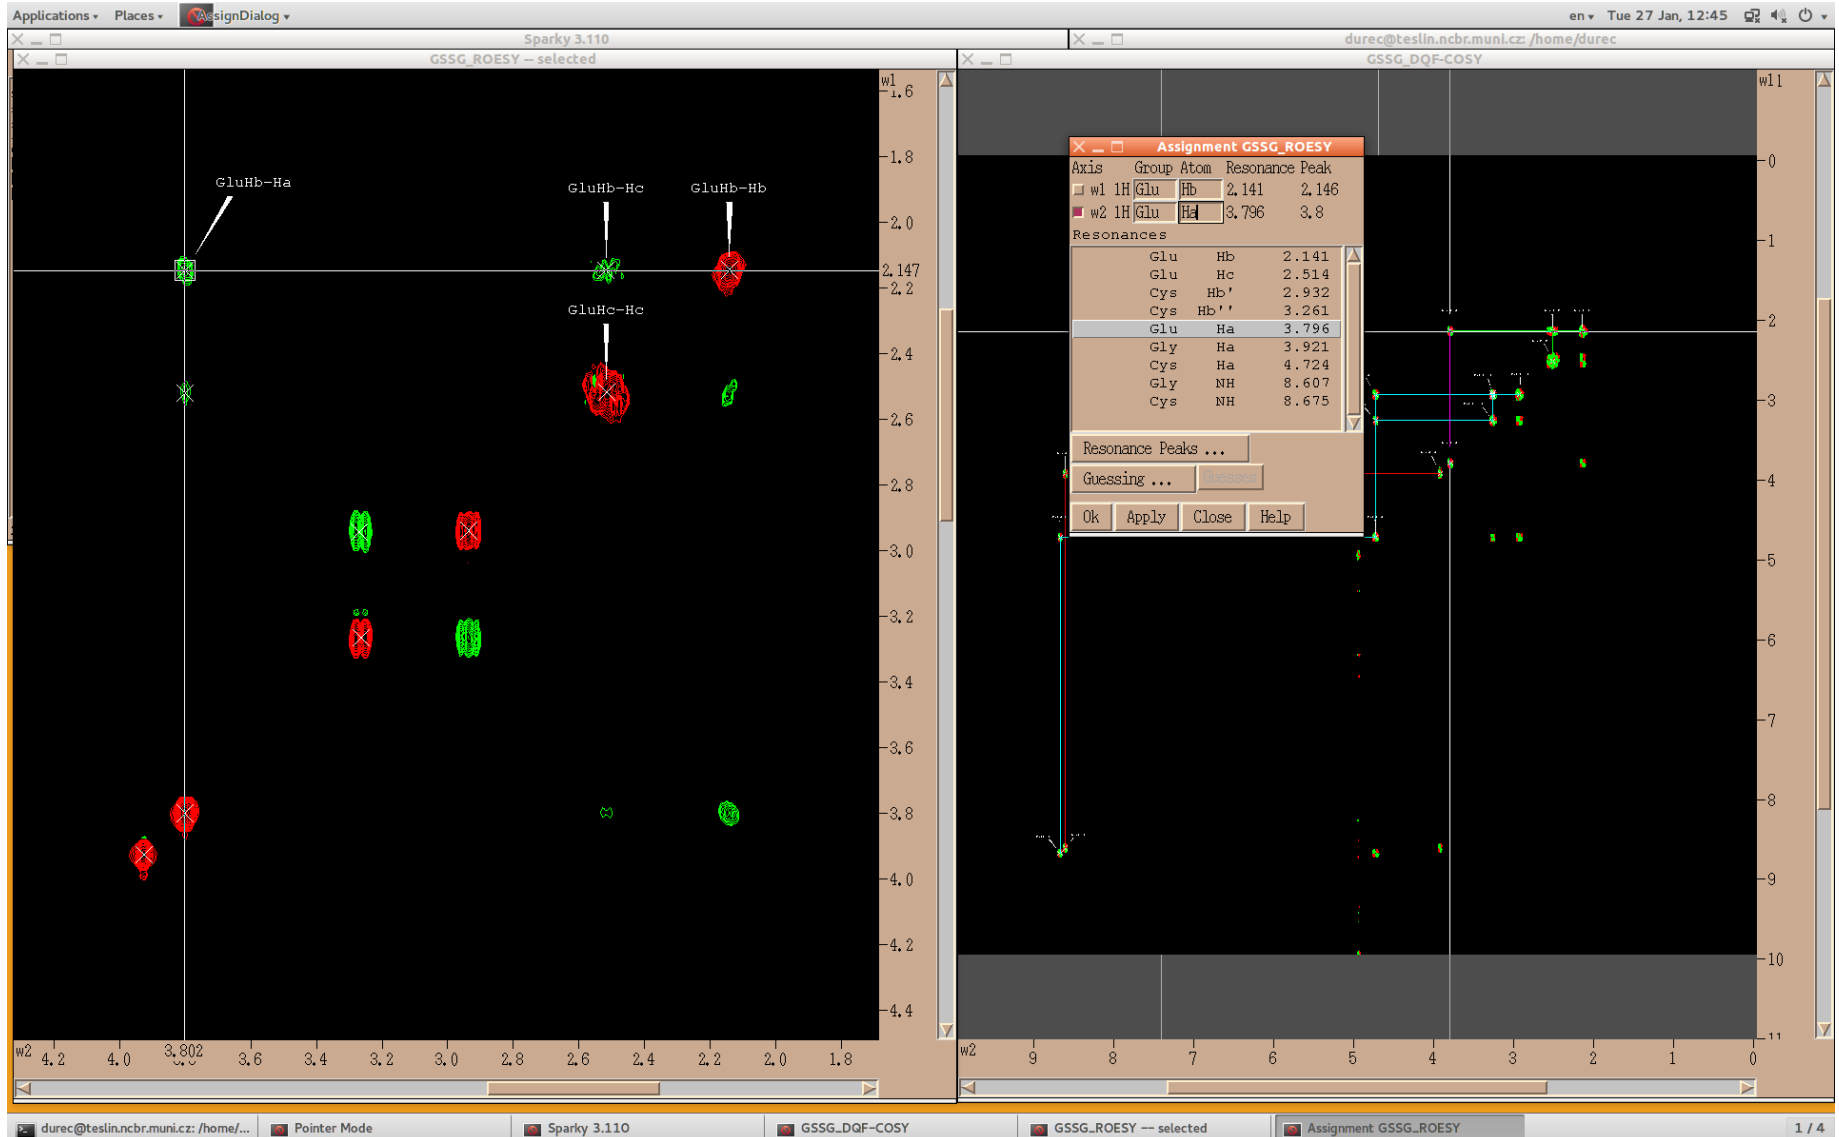 Applications Places AssignDialog en Tue 27 Jan, 12:45
Sparky 3.110
durec@teslin.ncbr.muni.cz: /home/durec
GSSG_ROESY -- selected
GSSG_DQF-COSY
w1
1.6
1.8
2.0
2.147
2.2
2.4
2.6
2.8
3.0
3.2
3.4
3.6
3.8
4.0
4.2
4.4
GluHb-Ha
GluHb-Hc
GluHb-Hb
GluHc-Hc
w2 4.2 4.0 3.802 3.6 3.4 3.2 3.0 2.8 2.6 2.4 2.2 2.0 1.8
Assignment GSSG_ROESY
Axis Group Atom Resonance Peak
w1 1H Glu Hb 2.141 2.146
w2 1H Glu Ha 3.796 3.8
Resonances
Glu Hb 2.141
Glu Hc 2.514
Cys Hb' 2.932
Cys Hb'' 3.261
Glu Ha 3.796
Gly Ha 3.921
Cys Ha 4.724
Gly NH 8.607
Cys NH 8.675
Resonance Peaks ...
Guessing ... Guesses
Ok Apply Close Help
w1
0
1
2
3
4
5
6
7
8
9
10
11
w2 9 8 7 6 5 4 3 2 1 0
durec@teslin.ncbr.muni.cz: /home/... Pointer Mode Sparky 3.110 GSSG_DQF-COSY GSSG_ROESY -- selected Assignment GSSG_ROESY 1 / 4